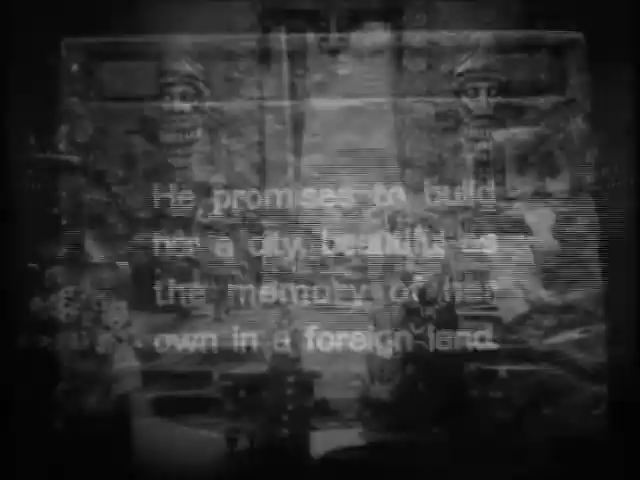 He promises to build
her a city beautiful as
the memory of her
own in a foreign land.